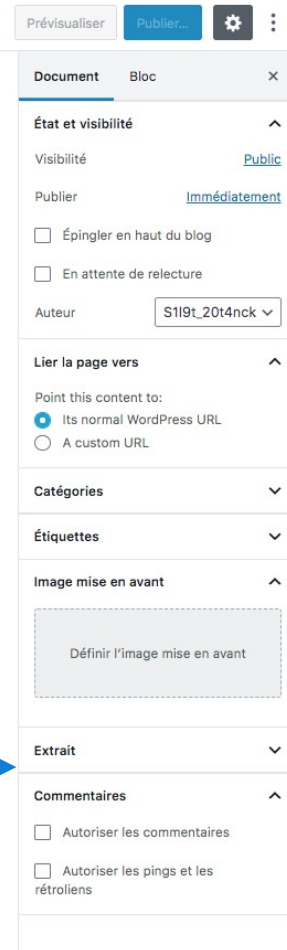 Prévisualiser Publier...
Document Bloc
État et visibilité
Visibilité Public
Publier Immédiatement
Épingler en haut du blog
En attente de relecture
Auteur S1l9t_20t4nck
Lier la page vers
Point this content to:
Its normal WordPress URL
A custom URL
Catégories
Étiquettes
Image mise en avant
Définir l'image mise en avant
Extrait
Commentaires
Autoriser les commentaires
Autoriser les pings et les
rétroliens